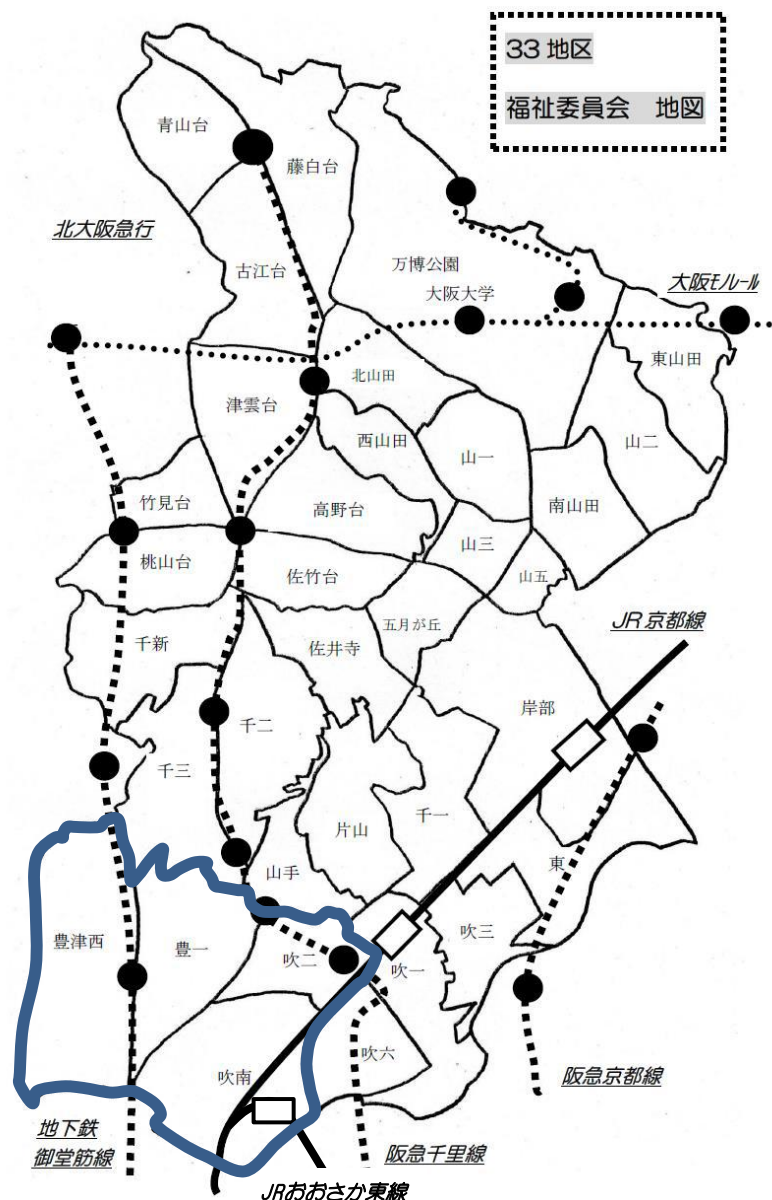 33 地区
福祉委員会 地図
青山台
藤白台
北大阪急行
古江台
万博公園
大阪大学
大阪ﾓﾉﾚｰﾙ
東山田
北山田
津雲台
西山田
山一
山二
竹見台
高野台
南山田
山三
桃山台
佐竹台
山五
五月が丘
JR 京都線
千新
佐井寺
岸部
千二
千三
片山
千一
東
山手
吹三
豊津西
豊一
吹二
吹一
吹六
吹南
阪急京都線
地下鉄
御堂筋線
阪急千里線
JRおおさか東線